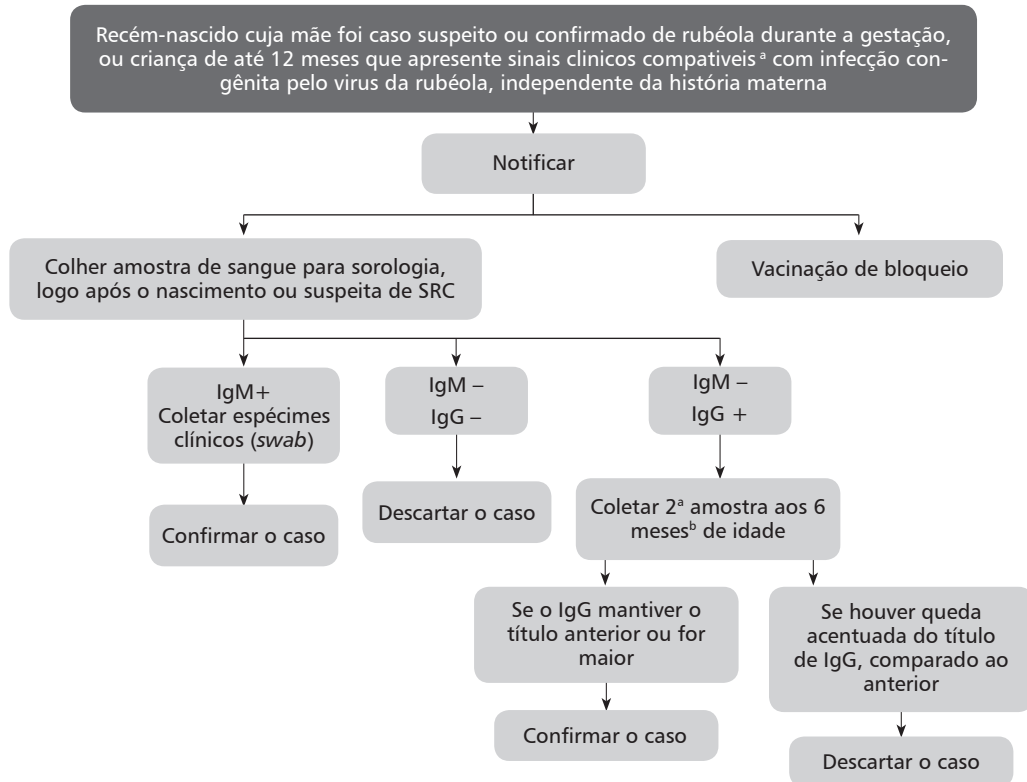 Recém-nascido cuja mãe foi caso suspeito ou confirmado de rubéola durante a gestação,
ou criança de até 12 meses que apresente sinais clinicos compativeis ª com infecção con-
gênita pelo virus da rubéola, independente da história materna
Notificar
Colher amostra de sangue para sorologia,
logo após o nascimento ou suspeita de SRC
Vacinação de bloqueio
IgM+
Coletar espécimes
clínicos (swab)
IgM –
IgG –
IgM –
IgG +
Confirmar o caso
Descartar o caso
Coletar 2ª amostra aos 6
mesesᵇ de idade
Se o IgG mantiver o
título anterior ou for
maior
Se houver queda
acentuada do título
de IgG, comparado ao
anterior
Confirmar o caso
Descartar o caso